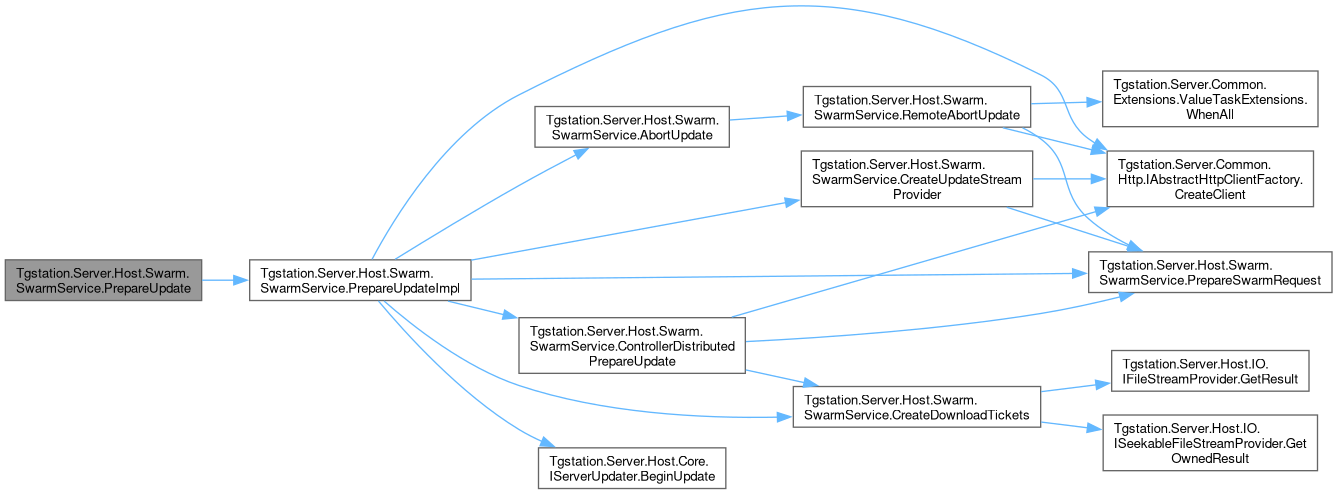 Tgstation.Server.Host.Swarm.
SwarmService.PrepareUpdate
Tgstation.Server.Host.Swarm.
SwarmService.PrepareUpdateImpl
Tgstation.Server.Host.Swarm.
SwarmService.AbortUpdate
Tgstation.Server.Host.Swarm.
SwarmService.RemoteAbortUpdate
Tgstation.Server.Common.
Extensions.ValueTaskExtensions.
WhenAll
Tgstation.Server.Host.Swarm.
SwarmService.CreateUpdateStream
Provider
Tgstation.Server.Common.
Http.IAbstractHttpClientFactory.
CreateClient
Tgstation.Server.Host.Swarm.
SwarmService.PrepareSwarmRequest
Tgstation.Server.Host.Swarm.
SwarmService.ControllerDistributed
PrepareUpdate
Tgstation.Server.Host.Swarm.
SwarmService.CreateDownloadTickets
Tgstation.Server.Host.IO.
IFileStreamProvider.GetResult
Tgstation.Server.Host.IO.
ISeekableFileStreamProvider.Get
OwnedResult
Tgstation.Server.Host.Core.
IServerUpdater.BeginUpdate